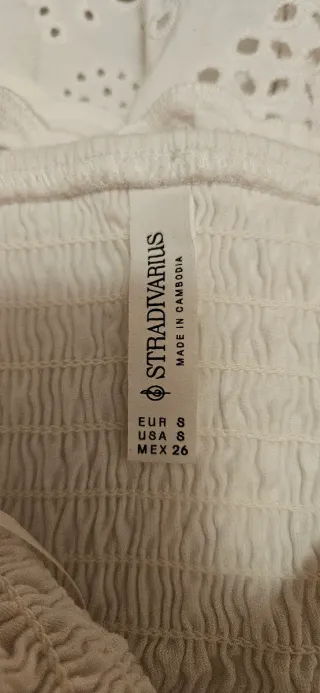 STRADIVARIUS
MADE IN CAMBODIA
EUR S
USA S
MEX 26